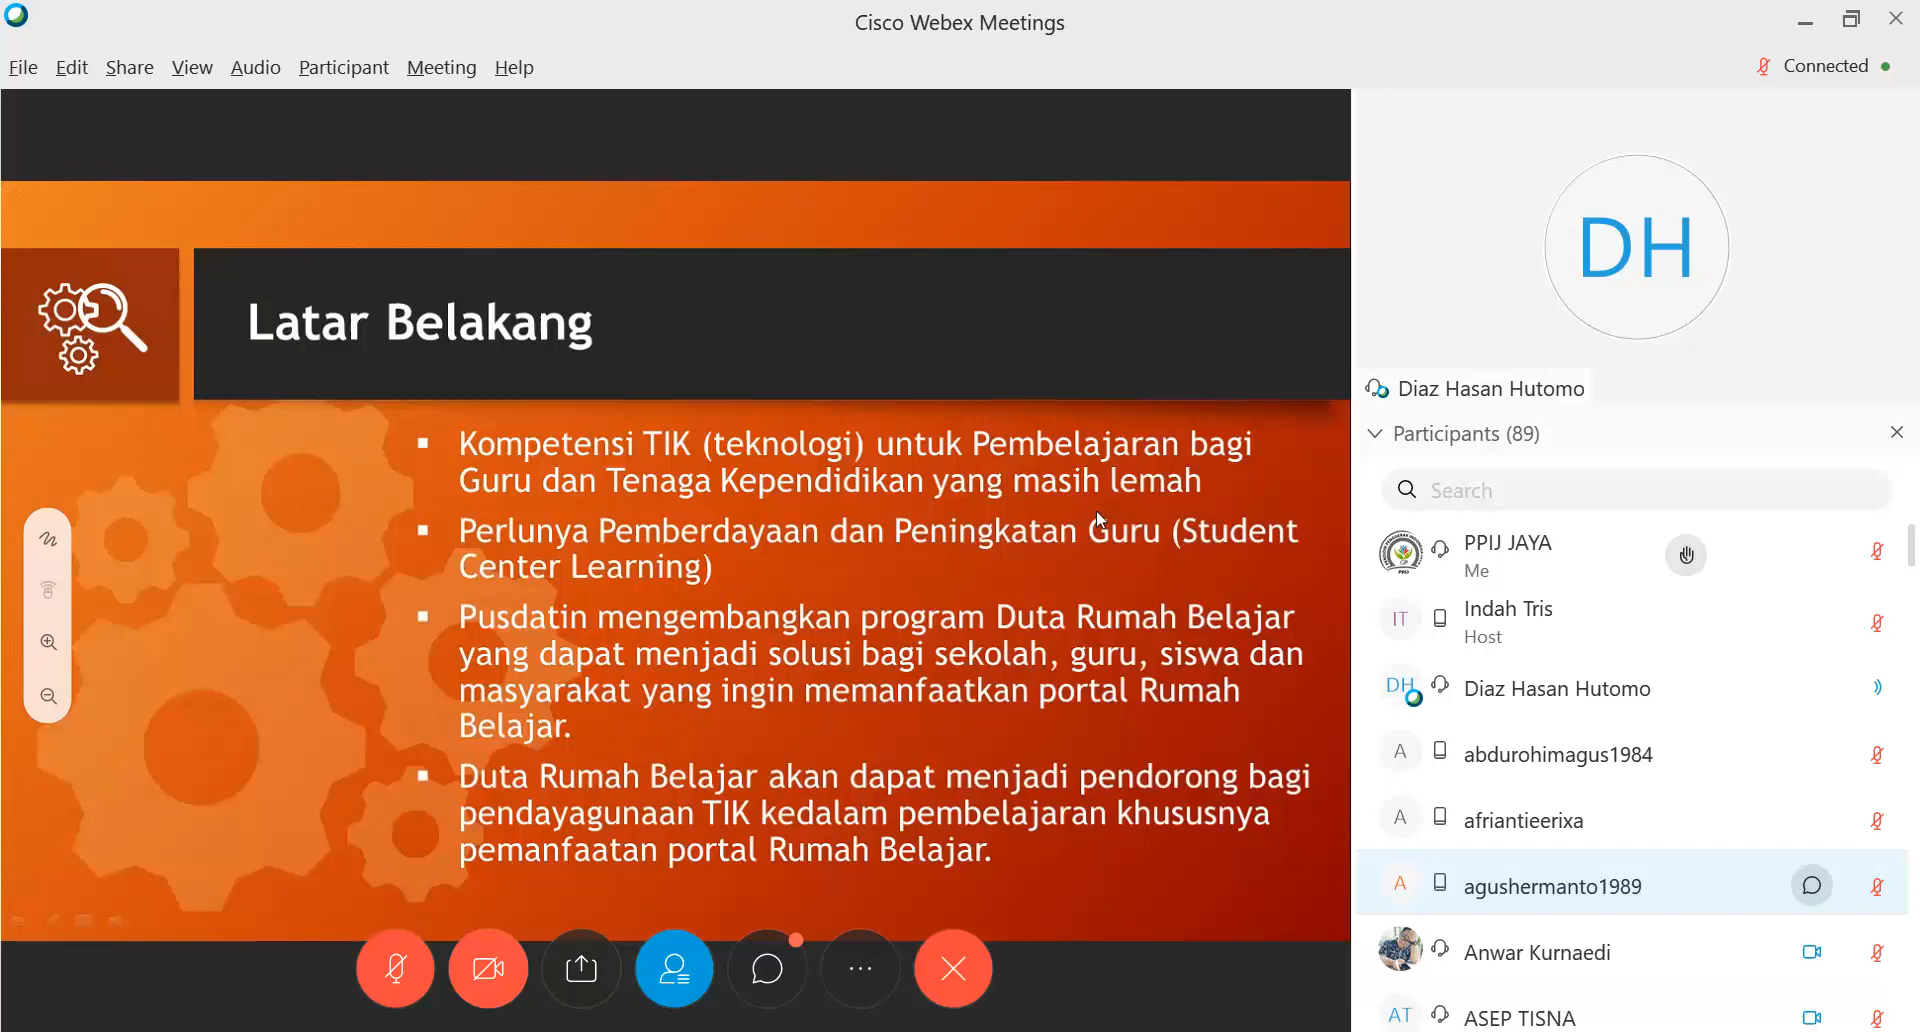 Cisco Webex Meetings
File Edit Share View Audio Participant Meeting Help
Connected
DH
Diaz Hasan Hutomo
Participants (89)
Search
PPIJ JAYA
Me
IT Indah Tris
Host
DH Diaz Hasan Hutomo
A abdurohimagus1984
A afriantieerixa
A agushermanto1989
Anwar Kurnaedi
AT ASEP TISNA
Latar Belakang
▪ Kompetensi TIK (teknologi) untuk Pembelajaran bagi
Guru dan Tenaga Kependidikan yang masih lemah
▪ Perlunya Pemberdayaan dan Peningkatan Guru (Student
Center Learning)
▪ Pusdatin mengembangkan program Duta Rumah Belajar
yang dapat menjadi solusi bagi sekolah, guru, siswa dan
masyarakat yang ingin memanfaatkan portal Rumah
Belajar.
▪ Duta Rumah Belajar akan dapat menjadi pendorong bagi
pendayagunaan TIK kedalam pembelajaran khususnya
pemanfaatan portal Rumah Belajar.